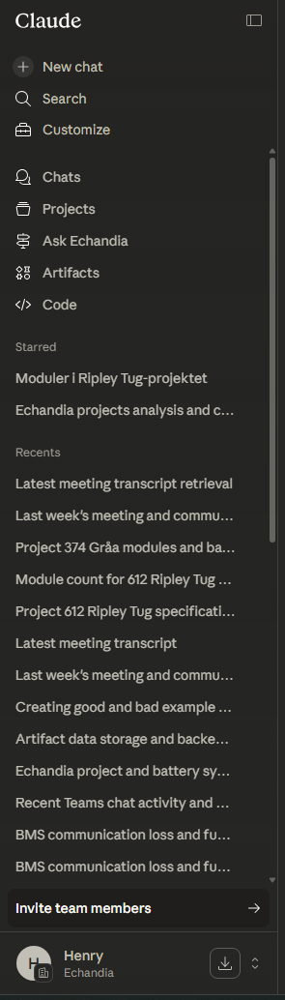 Claude
New chat
Search
Customize
Chats
Projects
Ask Echandia
Artifacts
Code
Starred
Moduler i Ripley Tug-projektet
Echandia projects analysis and c...
Recents
Latest meeting transcript retrieval
Last week's meeting and commu...
Project 374 Gråa modules and ba...
Module count for 612 Ripley Tug ...
Project 612 Ripley Tug specificati...
Latest meeting transcript
Last week's meeting and commu...
Creating good and bad example ...
Artifact data storage and backe...
Echandia project and battery sy...
Recent Teams chat activity and ...
BMS communication loss and fu...
BMS communication loss and fu...
Invite team members
H
Henry
Echandia